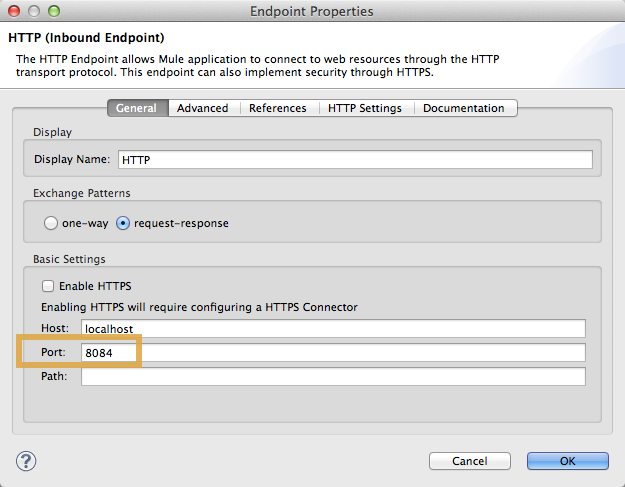 Endpoint Properties
HTTP (Inbound Endpoint)
The HTTP Endpoint allows Mule application to connect to web resources through the HTTP
transport protocol. This endpoint can also implement security through HTTPS.
General Advanced References HTTP Settings Documentation
Display
Display Name: HTTP
Exchange Patterns
one-way request-response
Basic Settings
Enable HTTPS
Enabling HTTPS will require configuring a HTTPS Connector
Host: localhost
Port: 8084
Path:
? Cancel OK